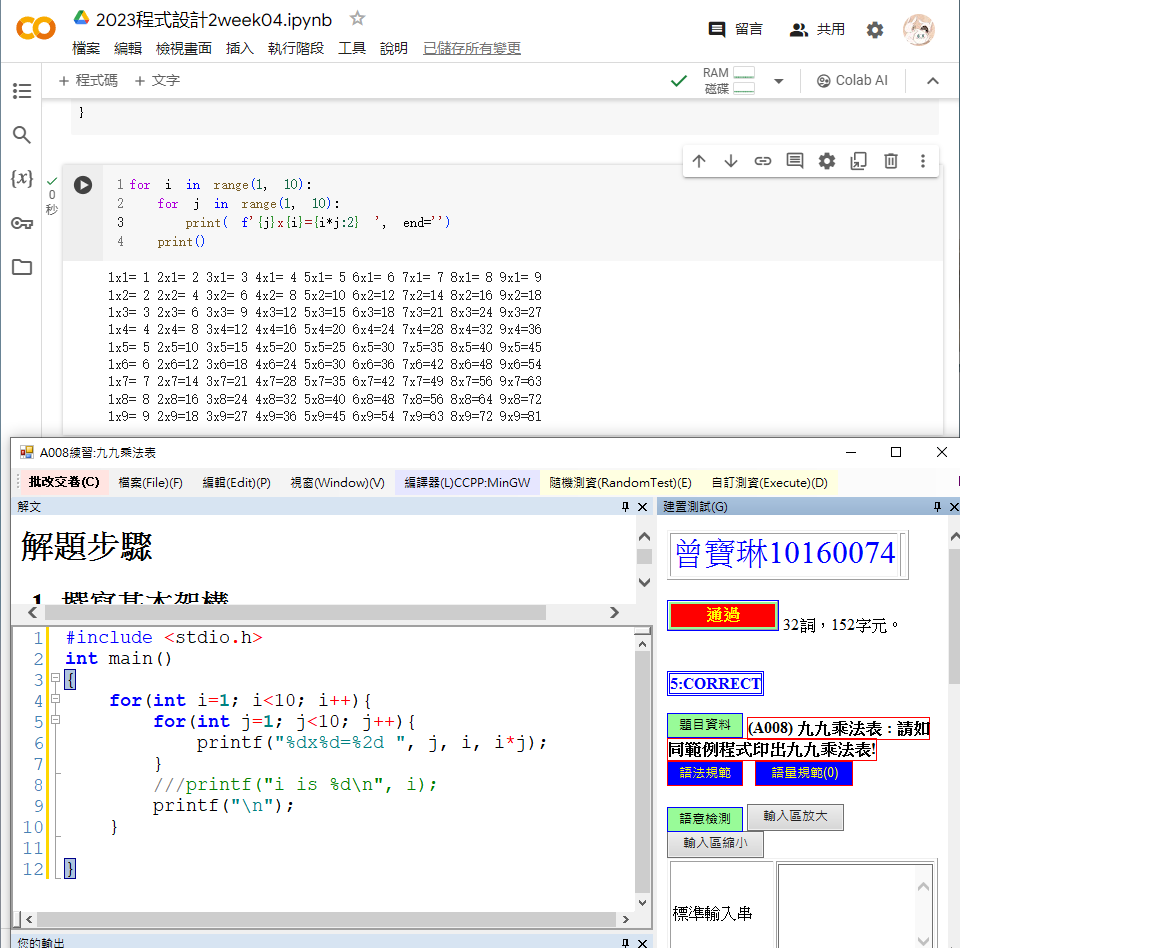 2023程式設計2week04.ipynb
留言 共用
檔案 編輯 檢視畫面 插入 執行階段 工具 說明 已儲存所有變更
+ 程式碼 + 文字
RAM
磁碟
Colab AI
}
{x}
0
秒
1 for i in range(1, 10):
2 for j in range(1, 10):
3 print( f'{j}x{i}={i*j:2} ', end='')
4 print()
1x1= 1 2x1= 2 3x1= 3 4x1= 4 5x1= 5 6x1= 6 7x1= 7 8x1= 8 9x1= 9
1x2= 2 2x2= 4 3x2= 6 4x2= 8 5x2=10 6x2=12 7x2=14 8x2=16 9x2=18
1x3= 3 2x3= 6 3x3= 9 4x3=12 5x3=15 6x3=18 7x3=21 8x3=24 9x3=27
1x4= 4 2x4= 8 3x4=12 4x4=16 5x4=20 6x4=24 7x4=28 8x4=32 9x4=36
1x5= 5 2x5=10 3x5=15 4x5=20 5x5=25 6x5=30 7x5=35 8x5=40 9x5=45
1x6= 6 2x6=12 3x6=18 4x6=24 5x6=30 6x6=36 7x6=42 8x6=48 9x6=54
1x7= 7 2x7=14 3x7=21 4x7=28 5x7=35 6x7=42 7x7=49 8x7=56 9x7=63
1x8= 8 2x8=16 3x8=24 4x8=32 5x8=40 6x8=48 7x8=56 8x8=64 9x8=72
1x9= 9 2x9=18 3x9=27 4x9=36 5x9=45 6x9=54 7x9=63 8x9=72 9x9=81
A008練習:九九乘法表
批改交卷(C) 檔案(File)(F) 編輯(Edit)(P) 視窗(Window)(V) 編譯器(L)CCPP:MinGW 隨機測資(RandomTest)(E) 自訂測資(Execute)(D)
解文
解題步驟
1. 撰寫基本架構
1 #include <stdio.h>
2 int main()
3 {
4 for(int i=1; i<10; i++){
5 for(int j=1; j<10; j++){
6 printf("%dx%d=%2d ", j, i, i*j);
7 }
8 ///printf("i is %d\n", i);
9 printf("\n");
10 }
11
12 }
您的輸出
建置測試(G)
曾寶琳10160074
通過 32詞，152字元。
5:CORRECT
題目資料 (A008) 九九乘法表：請如
同範例程式印出九九乘法表!
語法規範 語量規範(0)
語意檢測 輸入區放大
輸入區縮小
標準輸入串